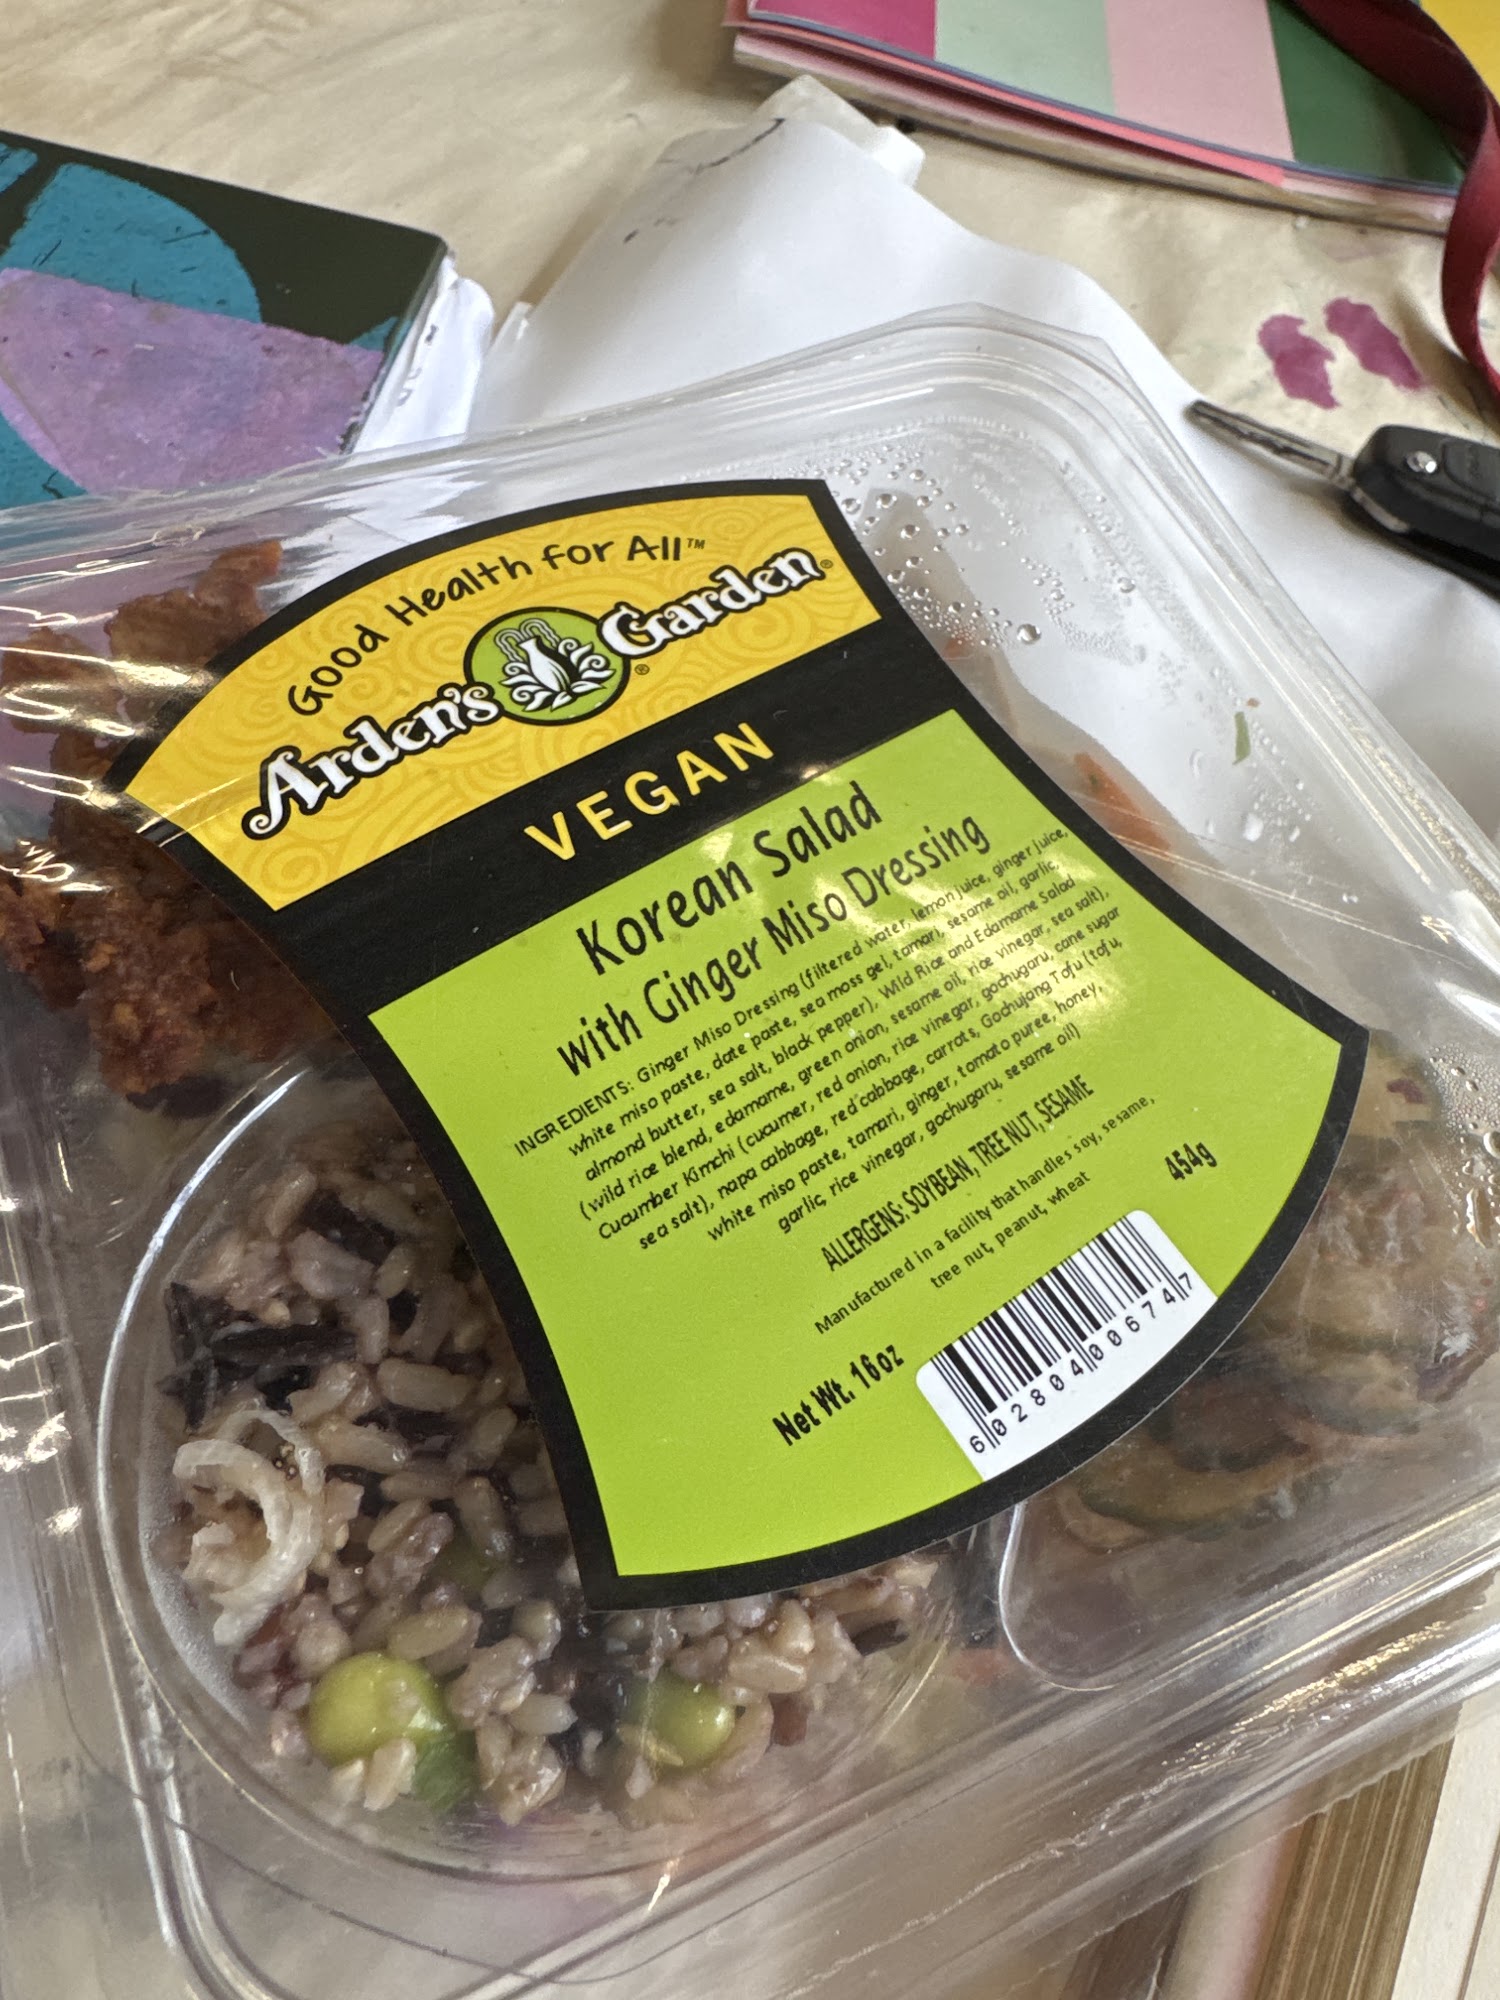 Good Health for All™
Arden's Garden®
VEGAN
Korean Salad
with Ginger Miso Dressing
INGREDIENTS: Ginger Miso Dressing (filtered water, lemon juice, ginger juice,
white miso paste, date paste, sea moss gel, tamari, sesame oil, garlic,
almond butter, sea salt, black pepper), Wild Rice and Edamame Salad
(wild rice blend, edamame, green onion, sesame oil, rice vinegar, sea salt),
Cucumber Kimchi (cucumer, red onion, rice vinegar, gochugaru, cane sugar
sea salt), napa cabbage, red cabbage, carrots, Gochujang Tofu (tofu,
white miso paste, tamari, ginger, tomato puree, honey,
garlic, rice vinegar, gochugaru, sesame oil)
ALLERGENS: SOYBEAN, TREE NUT, SESAME
Manufactured in a facility that handles soy, sesame,
tree nut, peanut, wheat
Net Wt. 16oz
454g
6 02804 00674 7